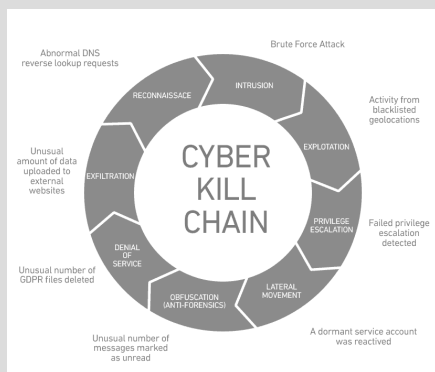 CYBER
KILL
CHAIN
RECONNAISSACE
Abnormal DNS
reverse lookup requests
INTRUSION
Brute Force Attack
EXPLOTATION
Activity from
blacklisted
geolocations
PRIVILEGE
ESCALATION
Failed privilege
escalation
detected
LATERAL
MOVEMENT
A dormant service account
was reactived
OBFUSCATION
(ANTI-FORENSICS)
Unusual number of
messages marked
as unread
DENIAL
OF
SERVICE
Unusual number of
GDPR files deleted
EXFILTRATION
Unusual
amount of data
uploaded to
external
websites